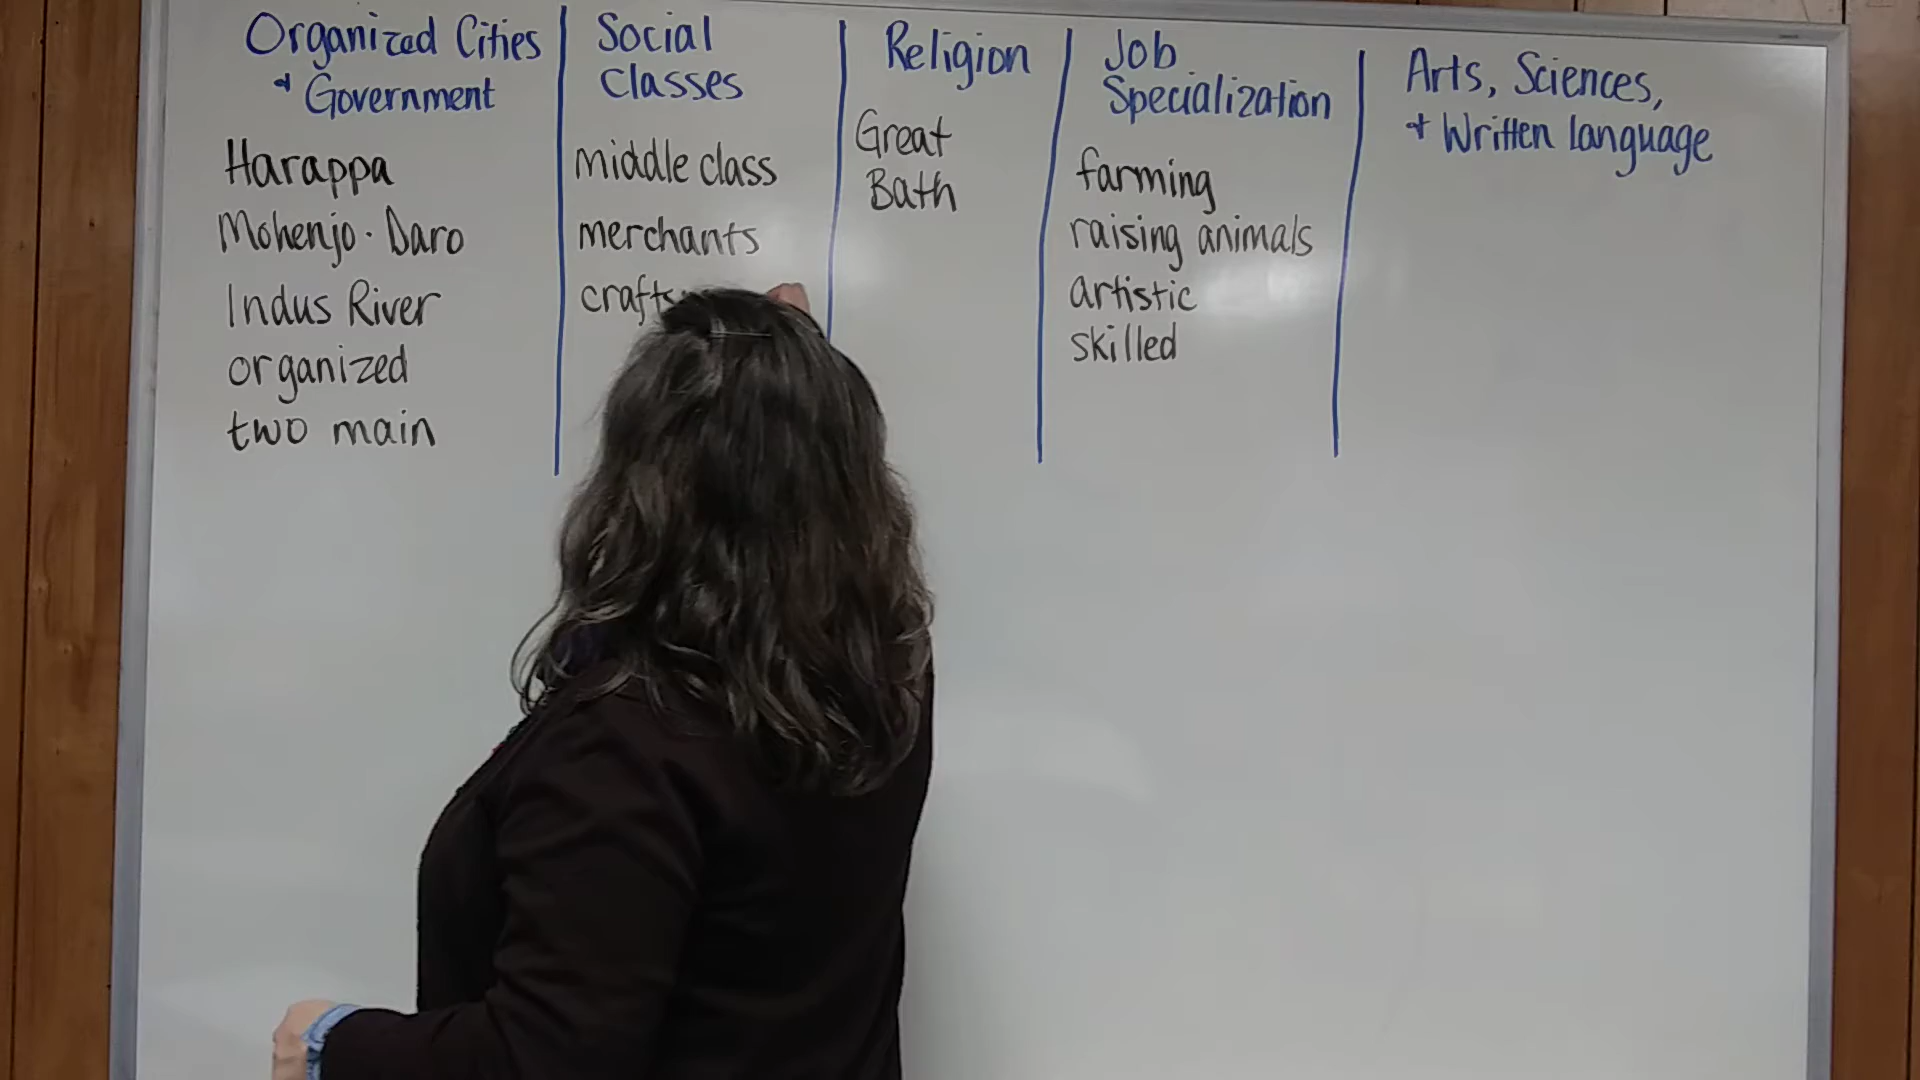 Organized Cities
& Government
Harappa
Mohenjo-Daro
Indus River
organized
two main
Social
Classes
middle class
merchants
crafts
Religion
Great
Bath
Job
Specialization
farming
raising animals
artistic
skilled
Arts, Sciences,
+ Written language